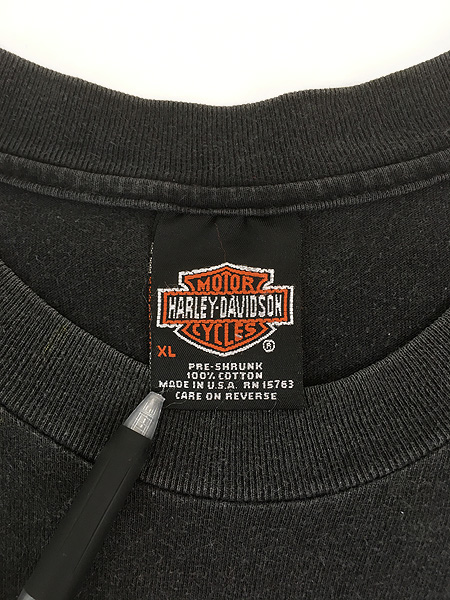 MOTOR
HARLEY-DAVIDSON
CYCLES
®
XL
PRE-SHRUNK
100% COTTON
MADE IN U.S.A. RN 15763
CARE ON REVERSE